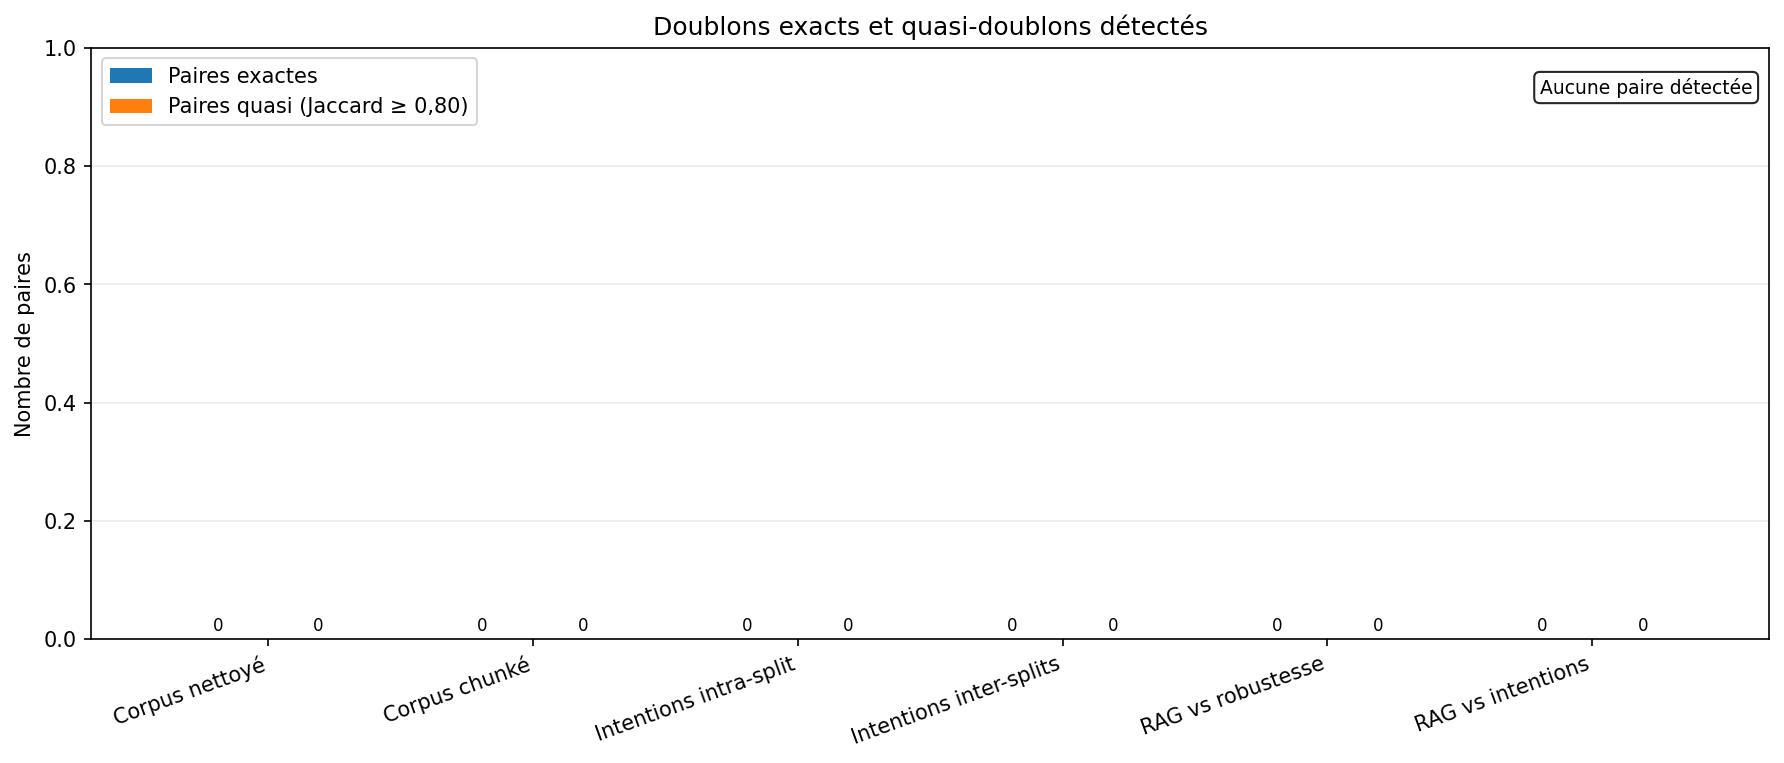 Doublons exacts et quasi-doublons détectés
Paires exactes
Paires quasi (Jaccard ≥ 0,80)
Aucune paire détectée
Nombre de paires
1.0
0.8
0.6
0.4
0.2
0.0
0 0 0 0 0 0 0 0 0 0 0 0
Corpus nettoyé
Corpus chunké
Intentions intra-split
Intentions inter-splits
RAG vs robustesse
RAG vs intentions